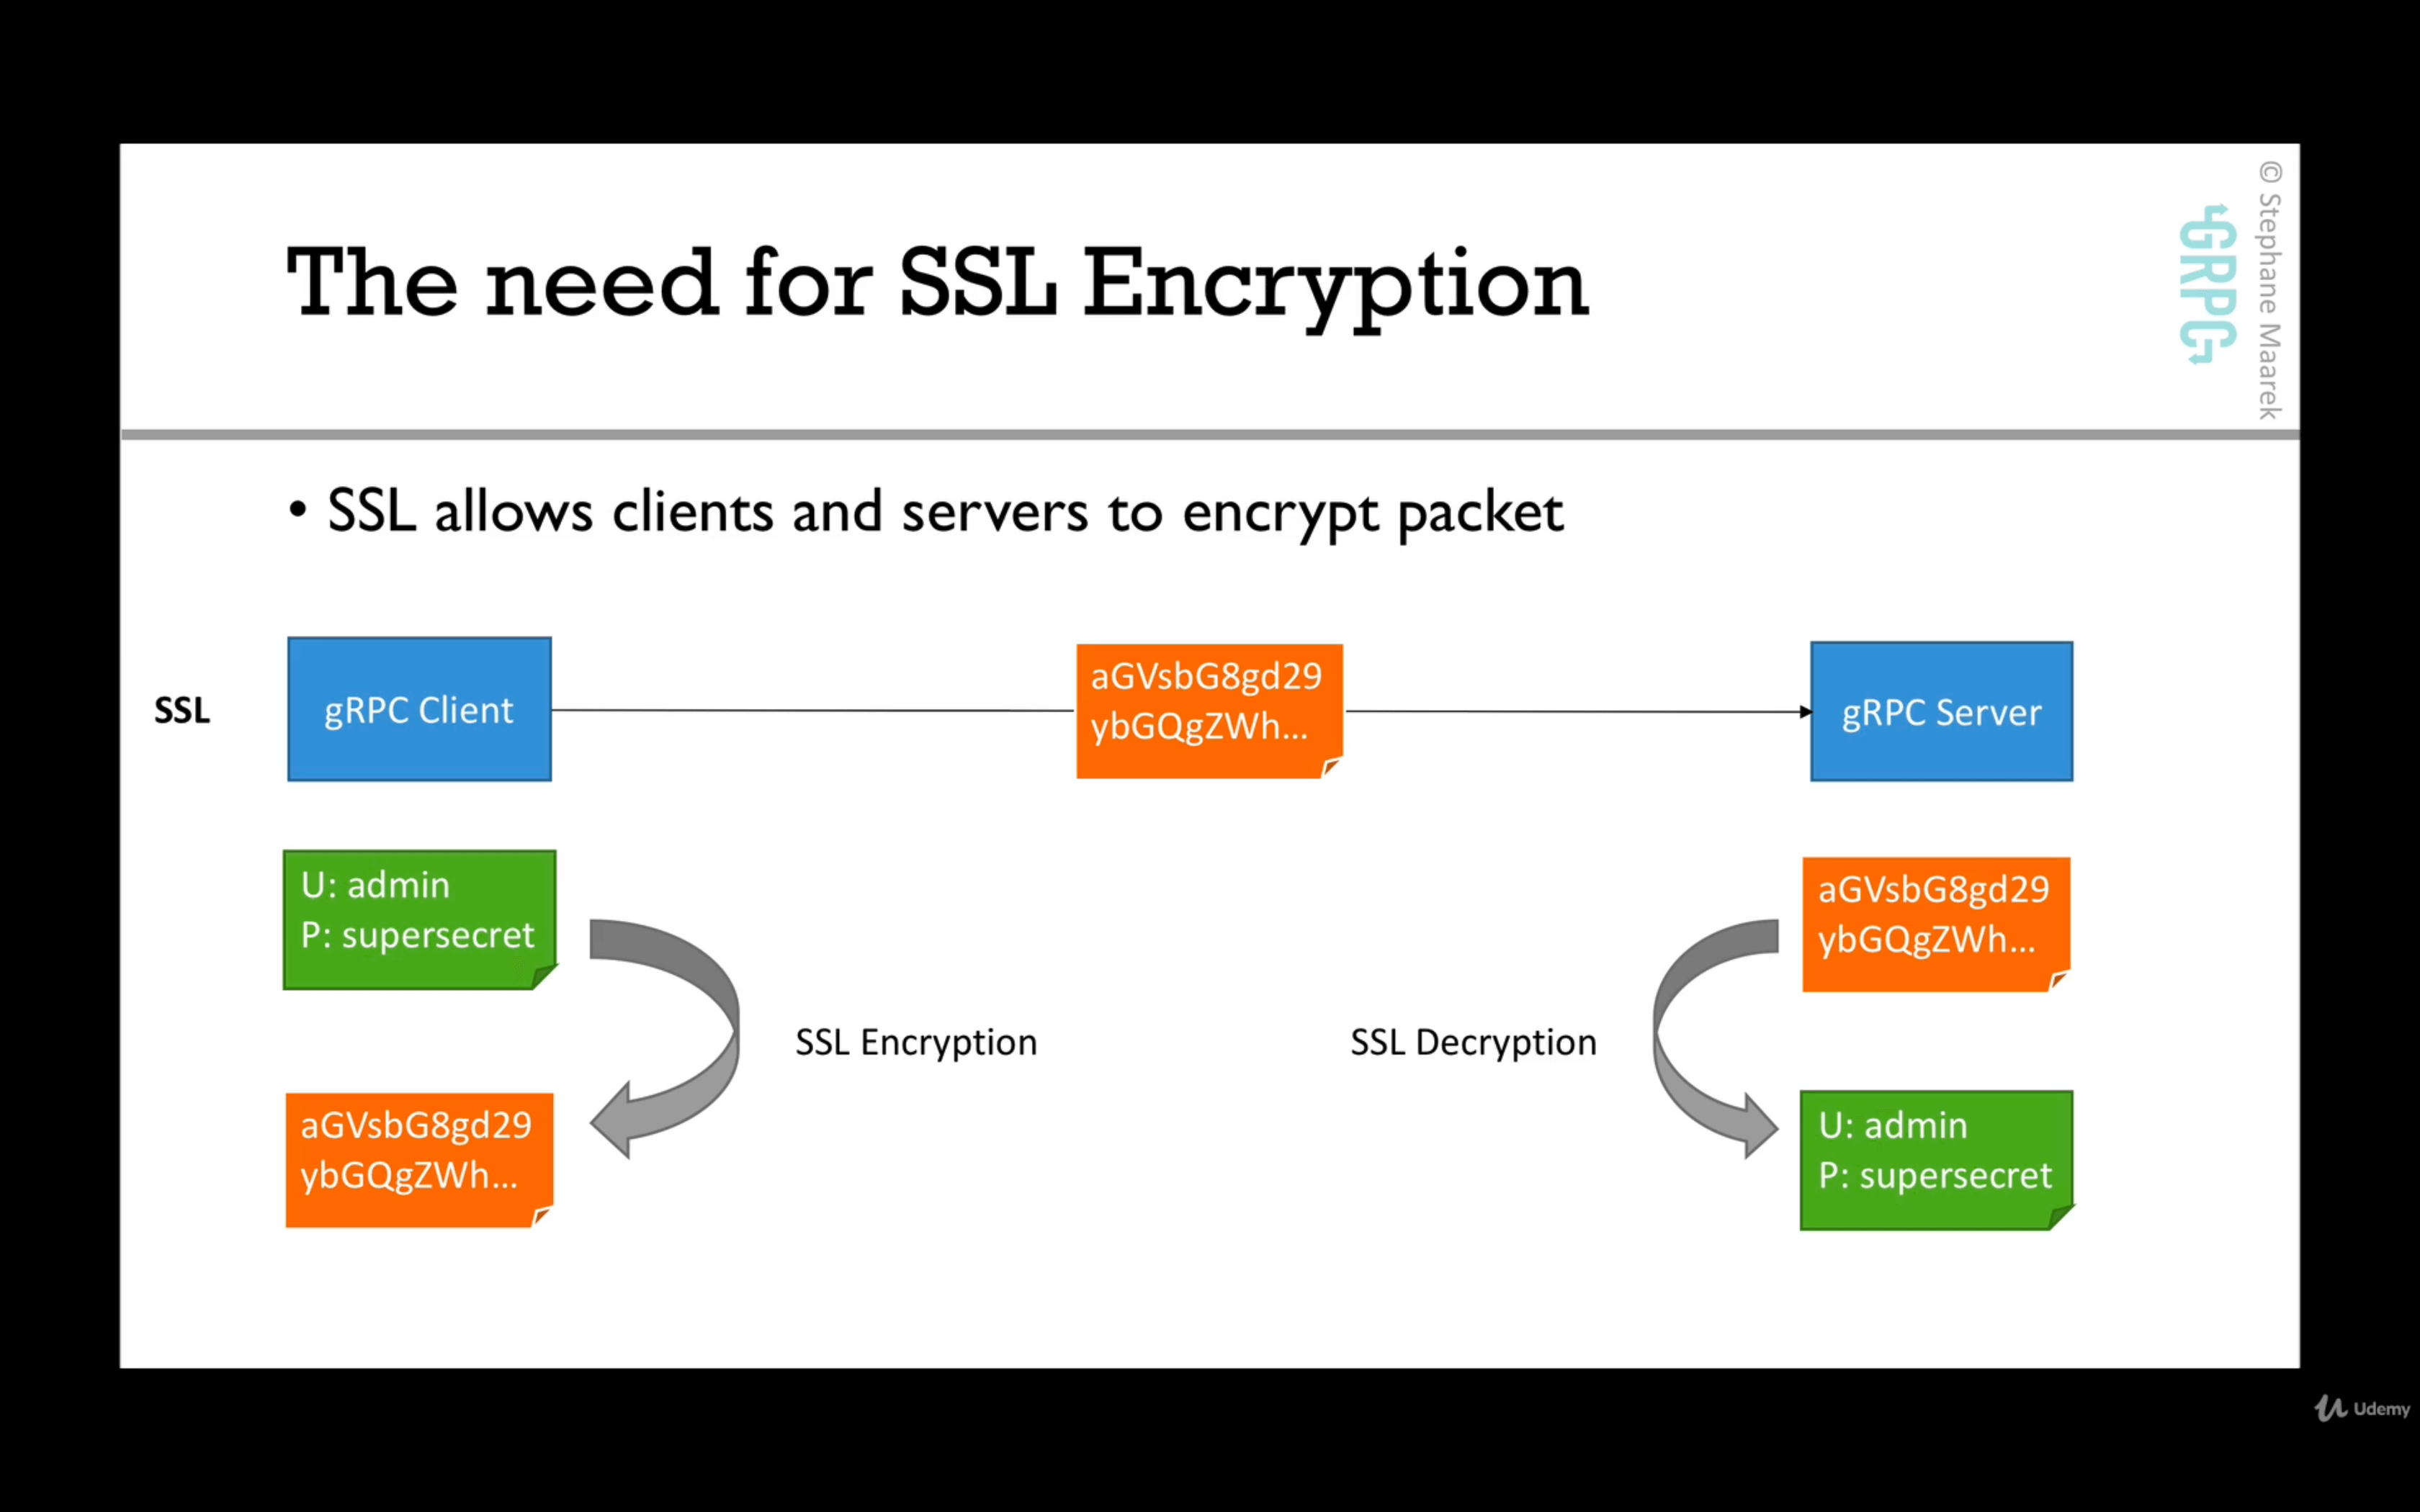 The need for SSL Encryption
© Stephane Maarek
GRPC
• SSL allows clients and servers to encrypt packet
SSL
gRPC Client
aGVsbG8gd29
ybGQgZWh...
gRPC Server
U: admin
P: supersecret
SSL Encryption
aGVsbG8gd29
ybGQgZWh...
aGVsbG8gd29
ybGQgZWh...
SSL Decryption
U: admin
P: supersecret
Udemy